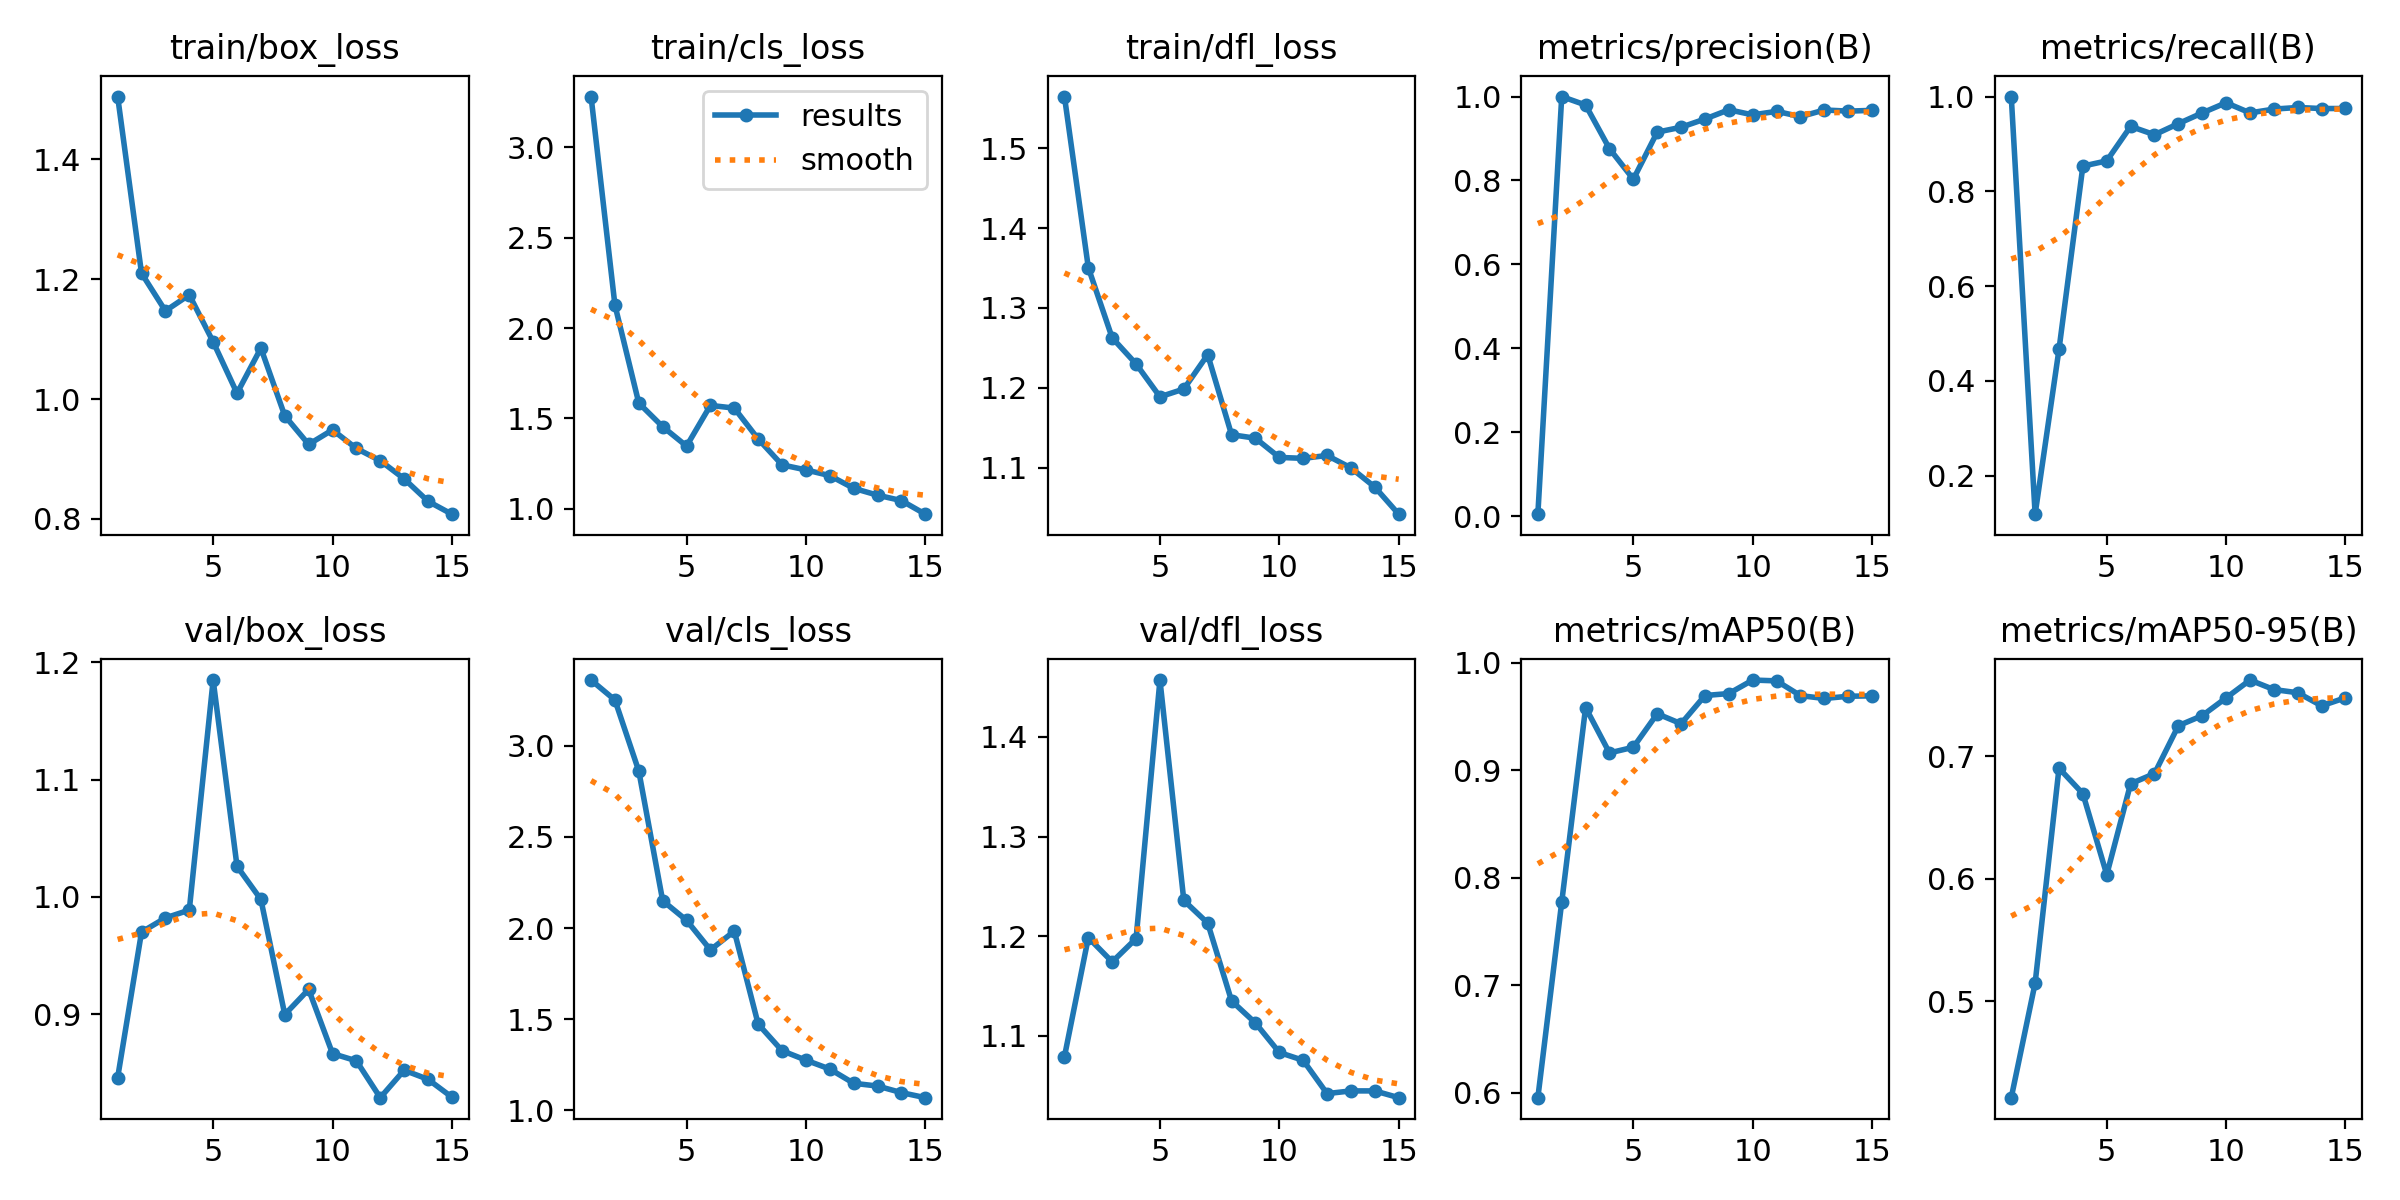 train/box_loss
1.4
1.2
1.0
0.8
5 10 15
train/cls_loss
results
smooth
3.0
2.5
2.0
1.5
1.0
5 10 15
train/dfl_loss
1.5
1.4
1.3
1.2
1.1
5 10 15
metrics/precision(B)
1.0
0.8
0.6
0.4
0.2
0.0
5 10 15
metrics/recall(B)
1.0
0.8
0.6
0.4
0.2
5 10 15
val/box_loss
1.2
1.1
1.0
0.9
5 10 15
val/cls_loss
3.0
2.5
2.0
1.5
1.0
5 10 15
val/dfl_loss
1.4
1.3
1.2
1.1
5 10 15
metrics/mAP50(B)
1.0
0.9
0.8
0.7
0.6
5 10 15
metrics/mAP50-95(B)
0.7
0.6
0.5
5 10 15